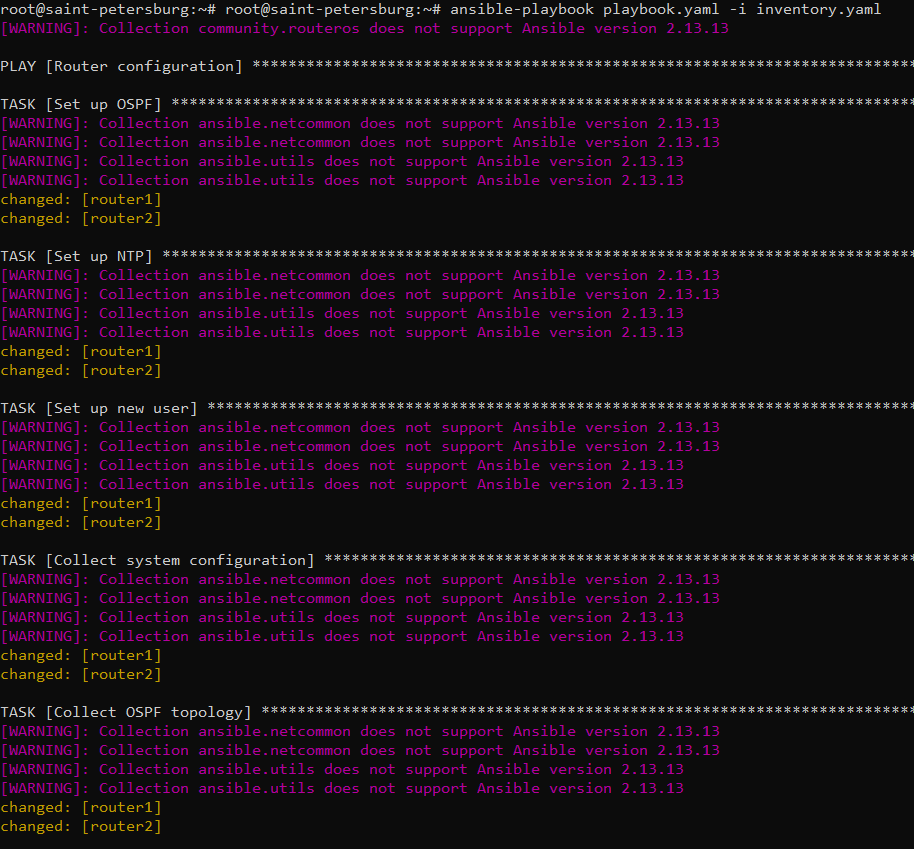 root@saint-petersburg:~# root@saint-petersburg:~# ansible-playbook playbook.yaml -i inventory.yaml
[WARNING]: Collection community.routeros does not support Ansible version 2.13.13
PLAY [Router configuration] **************************************************************************
TASK [Set up OSPF] ***********************************************************************************
[WARNING]: Collection ansible.netcommon does not support Ansible version 2.13.13
[WARNING]: Collection ansible.netcommon does not support Ansible version 2.13.13
[WARNING]: Collection ansible.utils does not support Ansible version 2.13.13
[WARNING]: Collection ansible.utils does not support Ansible version 2.13.13
changed: [router1]
changed: [router2]
TASK [Set up NTP] ************************************************************************************
[WARNING]: Collection ansible.netcommon does not support Ansible version 2.13.13
[WARNING]: Collection ansible.netcommon does not support Ansible version 2.13.13
[WARNING]: Collection ansible.utils does not support Ansible version 2.13.13
[WARNING]: Collection ansible.utils does not support Ansible version 2.13.13
changed: [router1]
changed: [router2]
TASK [Set up new user] *******************************************************************************
[WARNING]: Collection ansible.netcommon does not support Ansible version 2.13.13
[WARNING]: Collection ansible.netcommon does not support Ansible version 2.13.13
[WARNING]: Collection ansible.utils does not support Ansible version 2.13.13
[WARNING]: Collection ansible.utils does not support Ansible version 2.13.13
changed: [router1]
changed: [router2]
TASK [Collect system configuration] ******************************************************************
[WARNING]: Collection ansible.netcommon does not support Ansible version 2.13.13
[WARNING]: Collection ansible.netcommon does not support Ansible version 2.13.13
[WARNING]: Collection ansible.utils does not support Ansible version 2.13.13
[WARNING]: Collection ansible.utils does not support Ansible version 2.13.13
changed: [router1]
changed: [router2]
TASK [Collect OSPF topology] *************************************************************************
[WARNING]: Collection ansible.netcommon does not support Ansible version 2.13.13
[WARNING]: Collection ansible.netcommon does not support Ansible version 2.13.13
[WARNING]: Collection ansible.utils does not support Ansible version 2.13.13
[WARNING]: Collection ansible.utils does not support Ansible version 2.13.13
changed: [router1]
changed: [router2]